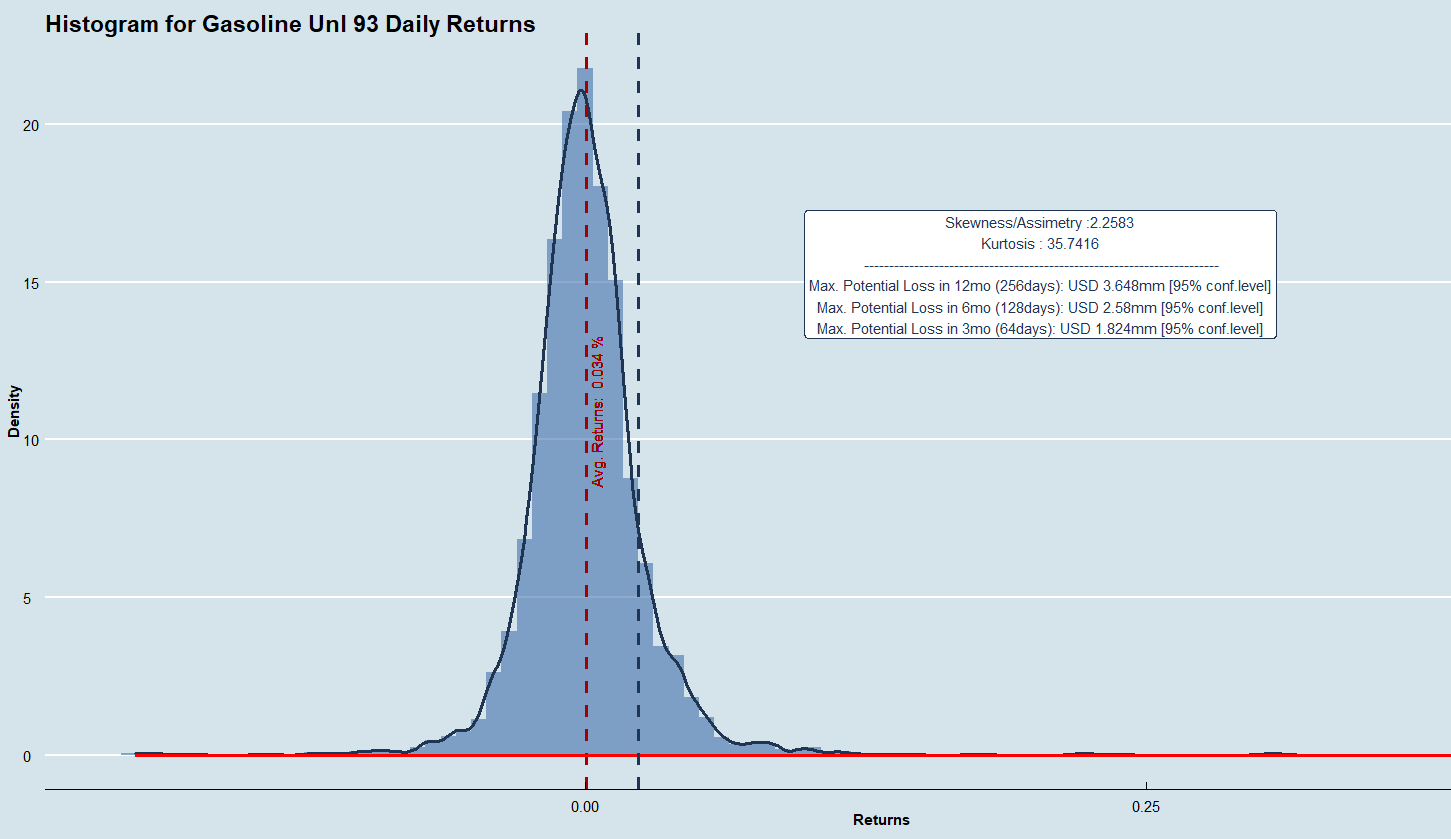 Histogram for Gasoline Unl 93 Daily Returns
20
15
10
5
0
Density
Avg. Returns:  0.034 %
Skewness/Assimetry :2.2583
Kurtosis : 35.7416
-----------------------------------------------------------------------
Max. Potential Loss in 12mo (256days): USD 3.648mm [95% conf.level]
Max. Potential Loss in 6mo (128days): USD 2.58mm [95% conf.level]
Max. Potential Loss in 3mo (64days): USD 1.824mm [95% conf.level]
0.00
0.25
Returns